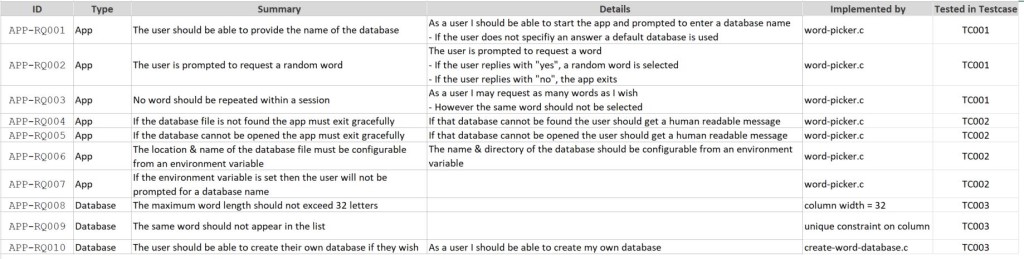 ID Type Summary Details Implemented by Tested in Testcase
APP-RQ001 App The user should be able to provide the name of the database As a user I should be able to start the app and prompted to enter a database name
- If the user does not specifiy an answer a default database is used word-picker.c TC001
APP-RQ002 App The user is prompted to request a random word The user is prompted to request a word
- If the user replies with "yes", a random word is selected
- If the user replies with "no", the app exits word-picker.c TC001
APP-RQ003 App No word should be repeated within a session As a user I may request as many words as I wish
- However the same word should not be selected word-picker.c TC001
APP-RQ004 App If the database file is not found the app must exit gracefully If that database cannot be found the user should get a human readable message word-picker.c TC002
APP-RQ005 App If the database cannot be opened the app must exit gracefully If that database cannot be opened the user should get a human readable message word-picker.c TC002
APP-RQ006 App The location & name of the database file must be configurable
from an environment variable The name & directory of the database should be configurable from an environment
variable word-picker.c TC002
APP-RQ007 App If the environment variable is set then the user will not be
prompted for a database name word-picker.c TC002
APP-RQ008 Database The maximum word length should not exceed 32 letters column width = 32 TC003
APP-RQ009 Database The same word should not appear in the list unique constraint on column TC003
APP-RQ010 Database The user should be able to create their own database if they wish As a user I should be able to create my own database create-word-database.c TC003